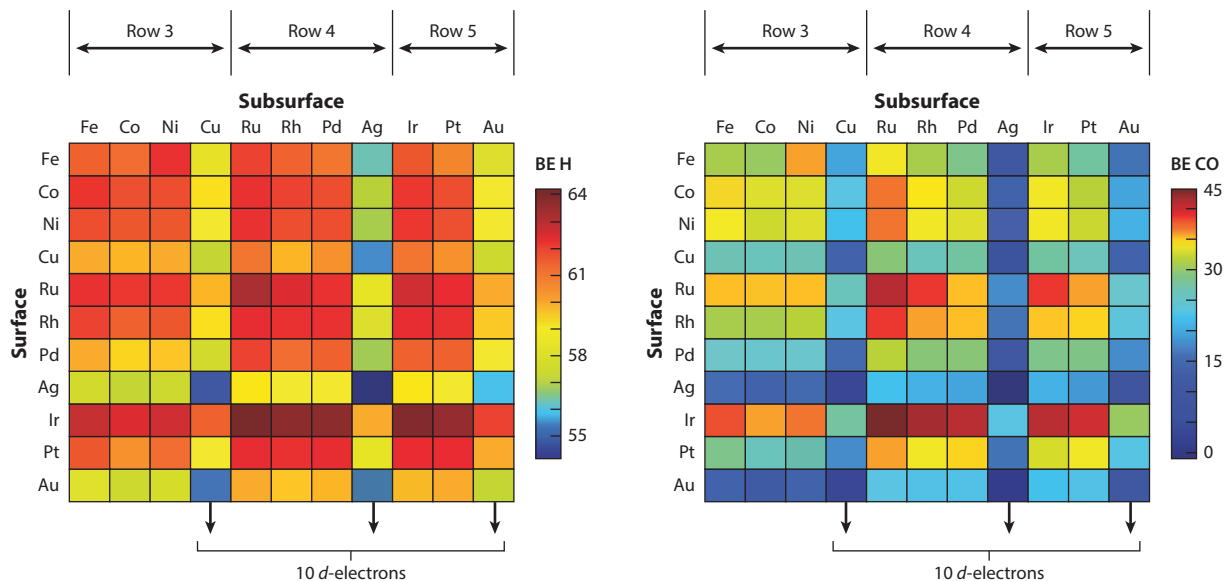 Row 3 Row 4 Row 5
Subsurface
Fe Co Ni Cu Ru Rh Pd Ag Ir Pt Au
Surface
Fe
Co
Ni
Cu
Ru
Rh
Pd
Ag
Ir
Pt
Au
BE H
64
61
58
55
10 d-electrons
Row 3 Row 4 Row 5
Subsurface
Fe Co Ni Cu Ru Rh Pd Ag Ir Pt Au
Surface
Fe
Co
Ni
Cu
Ru
Rh
Pd
Ag
Ir
Pt
Au
BE CO
45
30
15
0
10 d-electrons